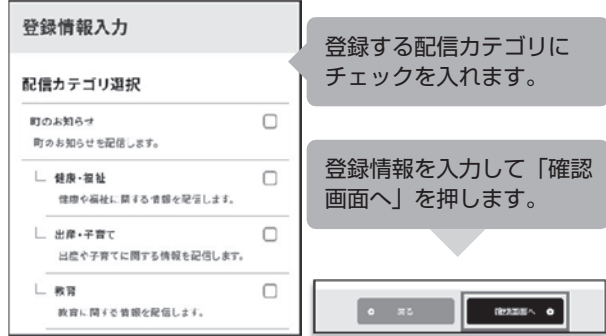 登録情報入力
配信カテゴリ選択
町のお知らせ
町のお知らせを配信します。
健康・福祉
健康や福祉に関する情報を配信します。
出産・子育て
出産や子育てに関する情報を配信します。
教育
教育に関する情報を配信します。
登録する配信カテゴリに
チェックを入れます。
登録情報を入力して「確認
画面へ」を押します。
戻る
確認画面へ